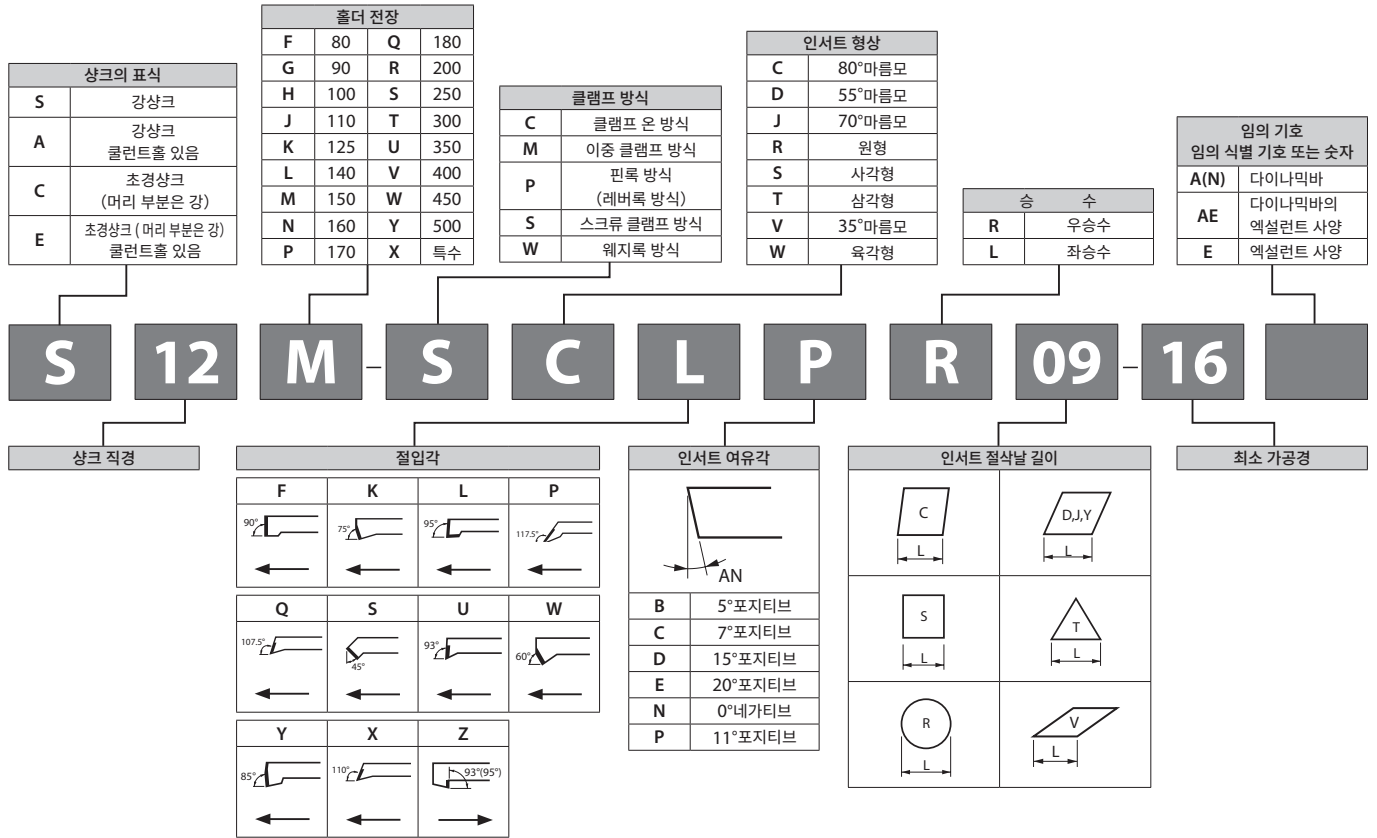 홀더 전장
F 80 Q 180
G 90 R 200
H 100 S 250
J 110 T 300
K 125 U 350
L 140 V 400
M 150 W 450
N 160 Y 500
P 170 X 특수
샹크의 표식
S 강샹크
A 강샹크
쿨런트홀 있음
C 초경샹크
(머리 부분은 강)
E 초경샹크 ( 머리 부분은 강)
쿨런트홀 있음
클램프 방식
C 클램프 온 방식
M 이중 클램프 방식
P 핀록 방식
(레버록 방식)
S 스크류 클램프 방식
W 웨지록 방식
인서트 형상
C 80°마름모
D 55°마름모
J 70°마름모
R 원형
S 사각형
T 삼각형
V 35°마름모
W 육각형
승 수
R 우승수
L 좌승수
임의 기호
임의 식별 기호 또는 숫자
A(N) 다이나믹바
AE 다이나믹바의
엑설런트 사양
E 엑설런트 사양
S 12 M – S C L P R 09 – 16
샹크 직경
절입각
F K L P
90° 75° 95° 117.5°
Q S U W
107.5° 45° 93° 60°
Y X Z
85° 110° 93°(95°)
인서트 여유각
AN
B 5°포지티브
C 7°포지티브
D 15°포지티브
E 20°포지티브
N 0°네가티브
P 11°포지티브
인서트 절삭날 길이
C D,J,Y
L L
S T
L L
R V
L L
최소 가공경